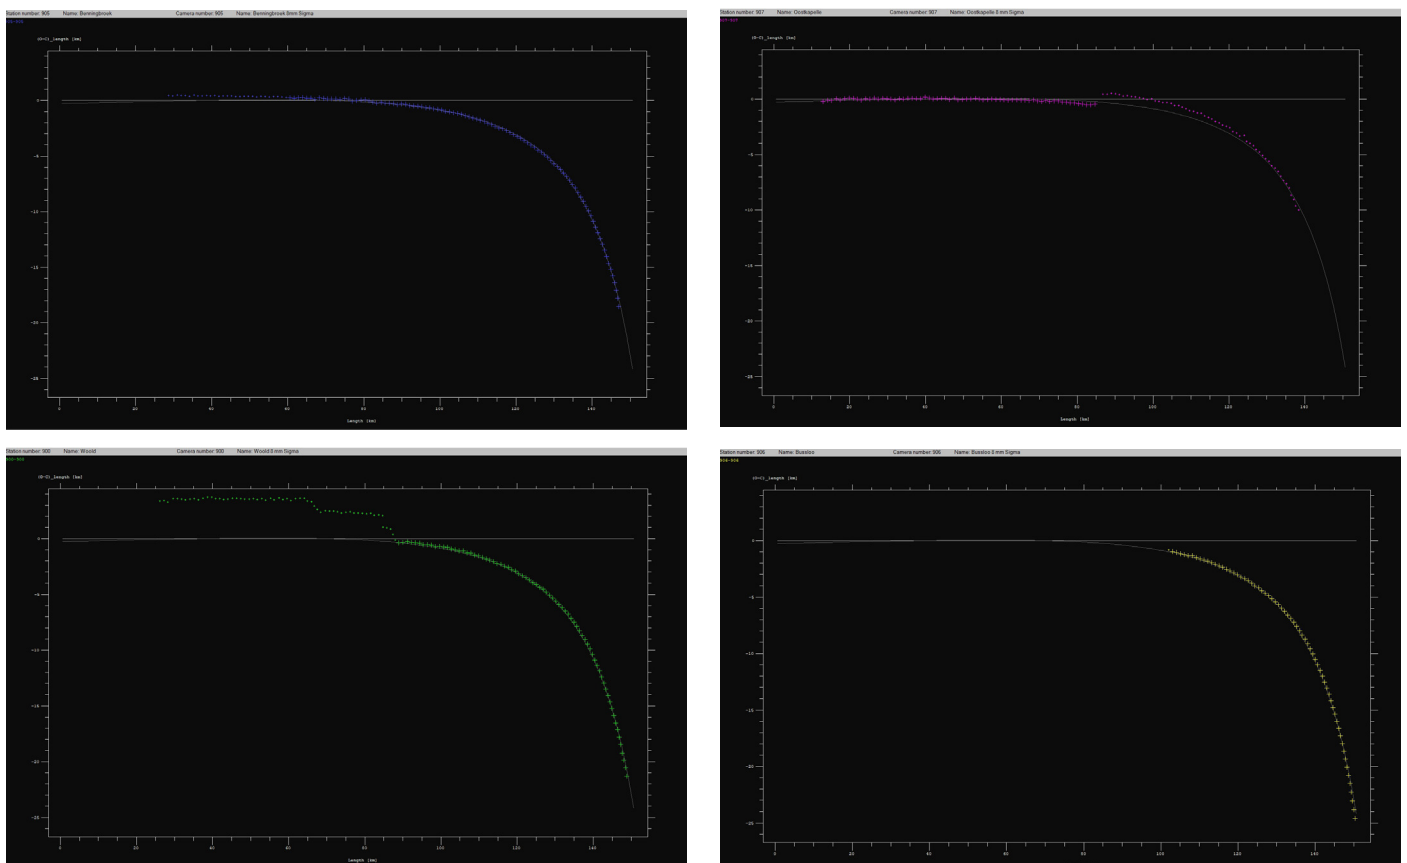 Station number: 905 Name: Benningbroek Camera number: 905 Name: Benningbroek 8mm Sigma
(O-C)_length [km]
0
-5
-10
-15
-20
-25
0 20 40 60 80 100 120 140
Length [km]
Station number: 907 Name: Oostkapelle Camera number: 907 Name: Oostkapelle 8 mm Sigma
(O-C)_length [km]
0
-5
-10
-15
-20
-25
0 20 40 60 80 100 120 140
Length [km]
Station number: 900 Name: Woold Camera number: 900 Name: Woold 8 mm Sigma
(O-C)_length [km]
0
-5
-10
-15
-20
-25
0 20 40 60 80 100 120 140
Length [km]
Station number: 906 Name: Bussloo Camera number: 906 Name: Bussloo 8 mm Sigma
(O-C)_length [km]
0
-5
-10
-15
-20
-25
0 20 40 60 80 100 120 140